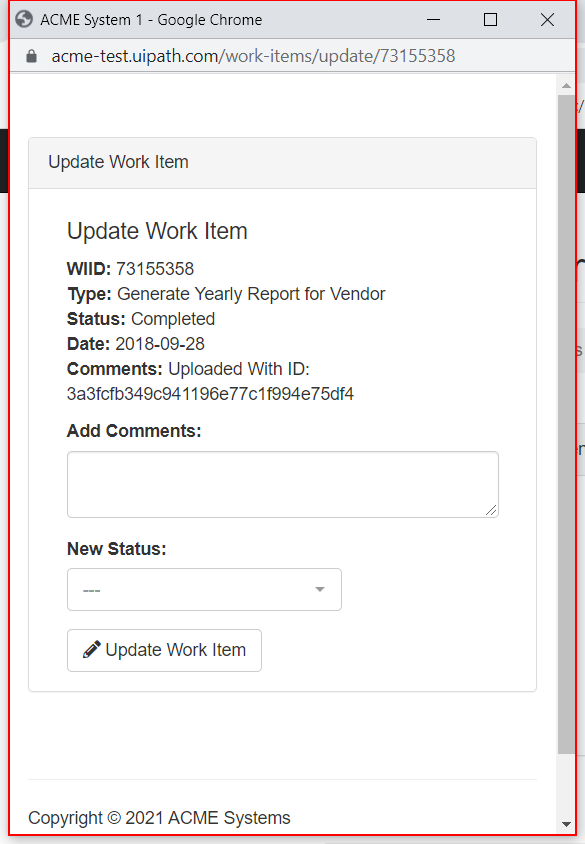 ACME System 1 - Google Chrome
acme-test.uipath.com/work-items/update/73155358
Update Work Item
Update Work Item
WIID: 73155358
Type: Generate Yearly Report for Vendor
Status: Completed
Date: 2018-09-28
Comments: Uploaded With ID:
3a3fcfb349c941196e77c1f994e75df4
Add Comments:
New Status:
---
Update Work Item
Copyright © 2021 ACME Systems